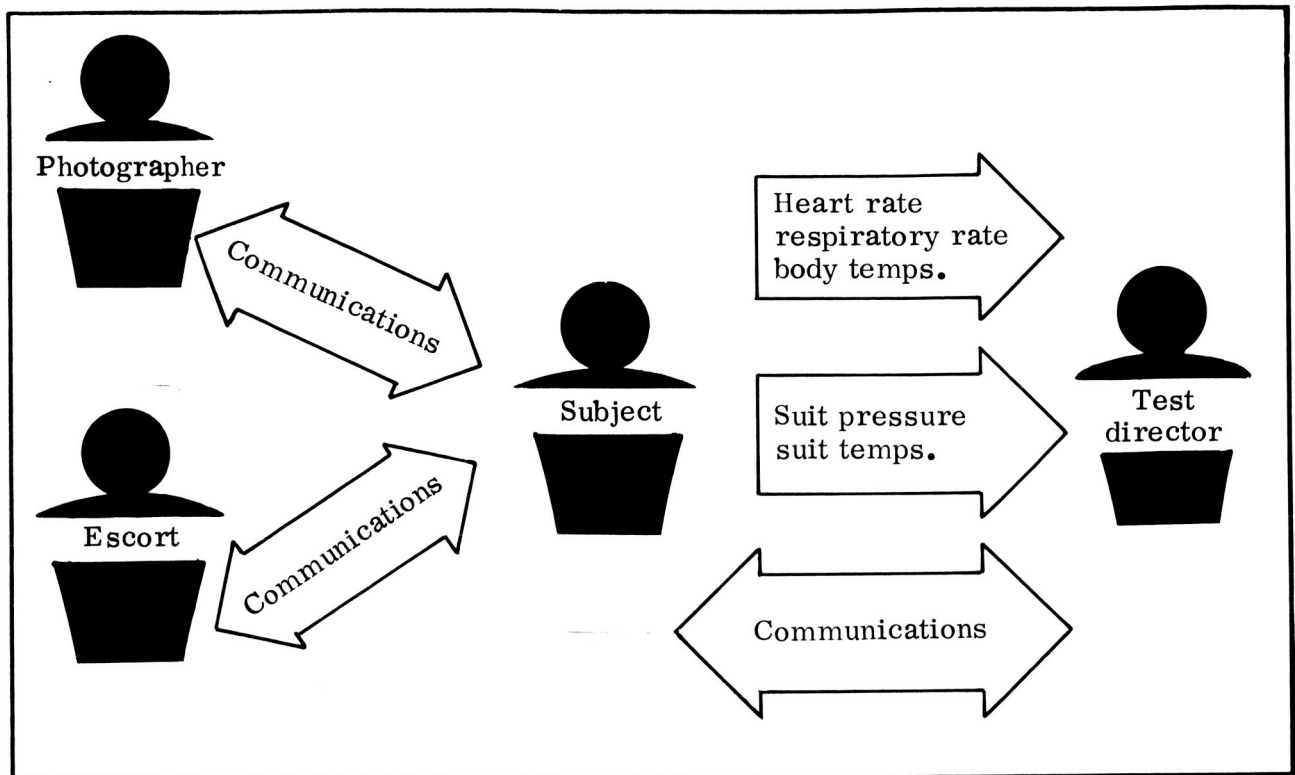 Photographer
Communications
Escort
Communications
Subject
Heart rate
respiratory rate
body temps.
Suit pressure
suit temps.
Communications
Test
director